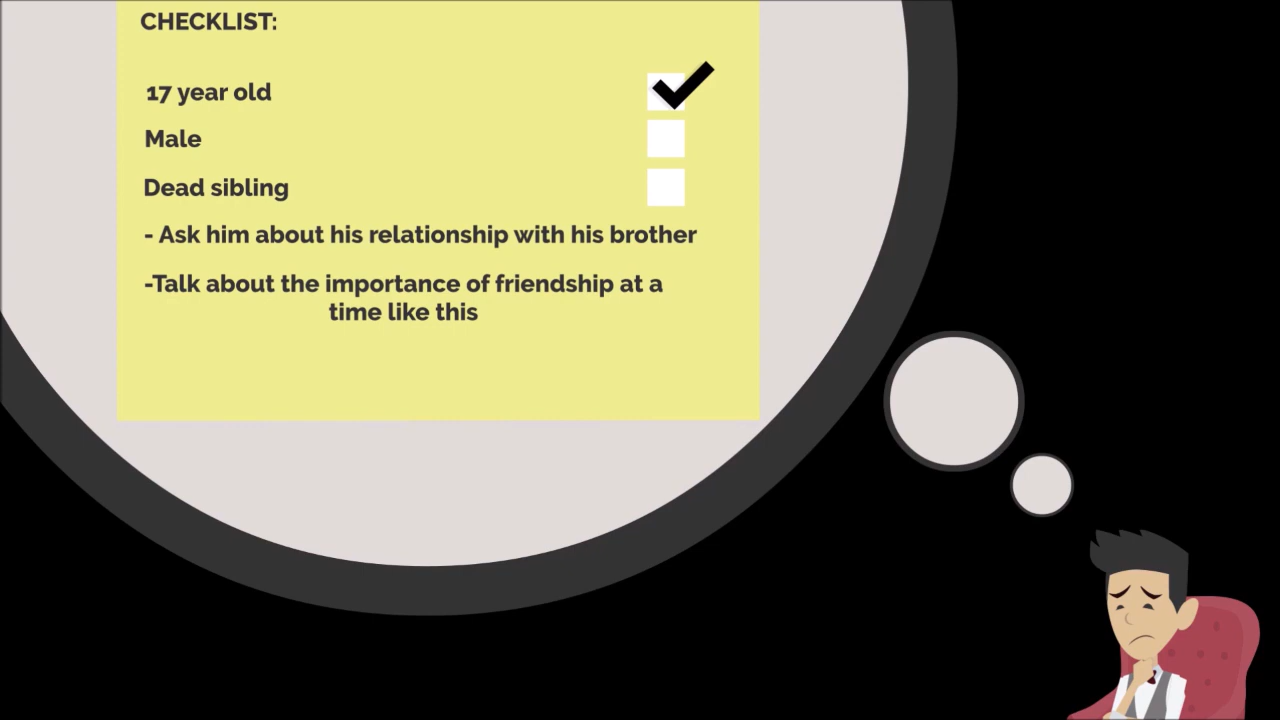 CHECKLIST:
17 year old
Male
Dead sibling
- Ask him about his relationship with his brother
-Talk about the importance of friendship at a
time like this